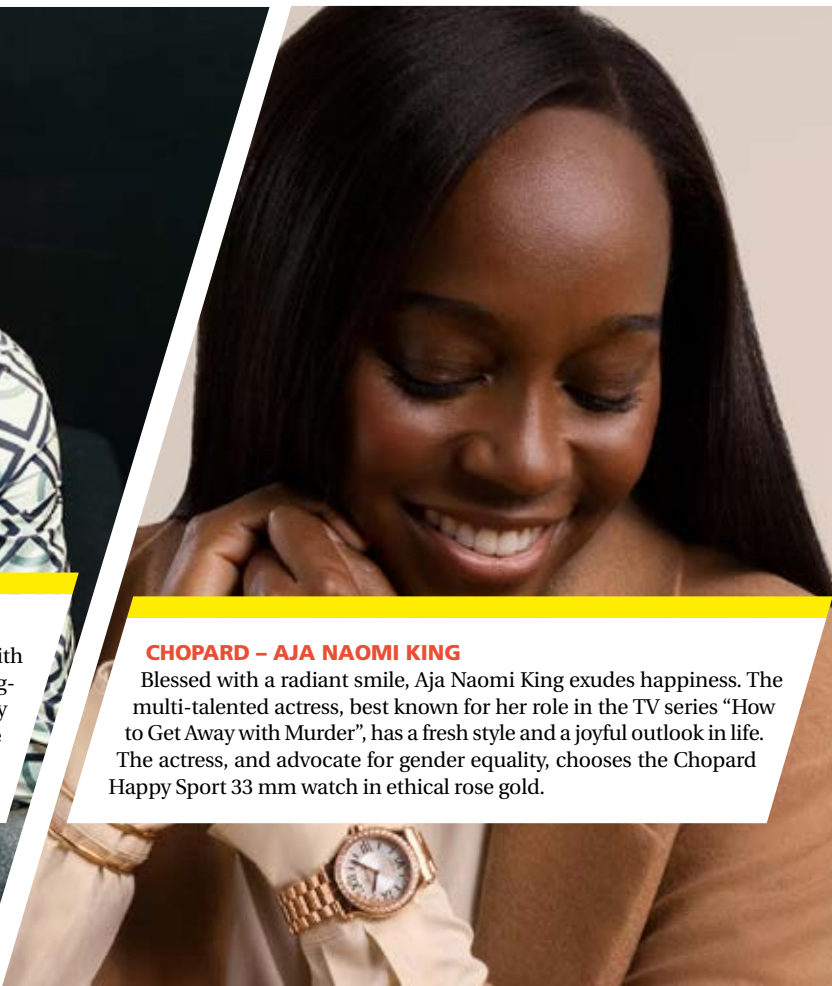 ith
g-
y
CHOPARD – AJA NAOMI KING
Blessed with a radiant smile, Aja Naomi King exudes happiness. The
multi-talented actress, best known for her role in the TV series “How
to Get Away with Murder”, has a fresh style and a joyful outlook in life.
The actress, and advocate for gender equality, chooses the Chopard
Happy Sport 33 mm watch in ethical rose gold.